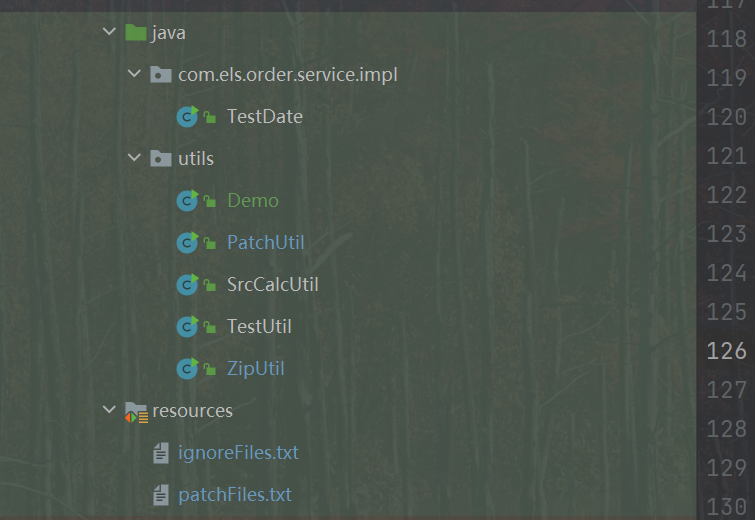 java
com.els.order.service.impl
TestDate
utils
Demo
PatchUtil
SrcCalcUtil
TestUtil
ZipUtil
resources
ignoreFiles.txt
patchFiles.txt
117
118
119
120
121
122
123
124
125
126
127
128
129
130